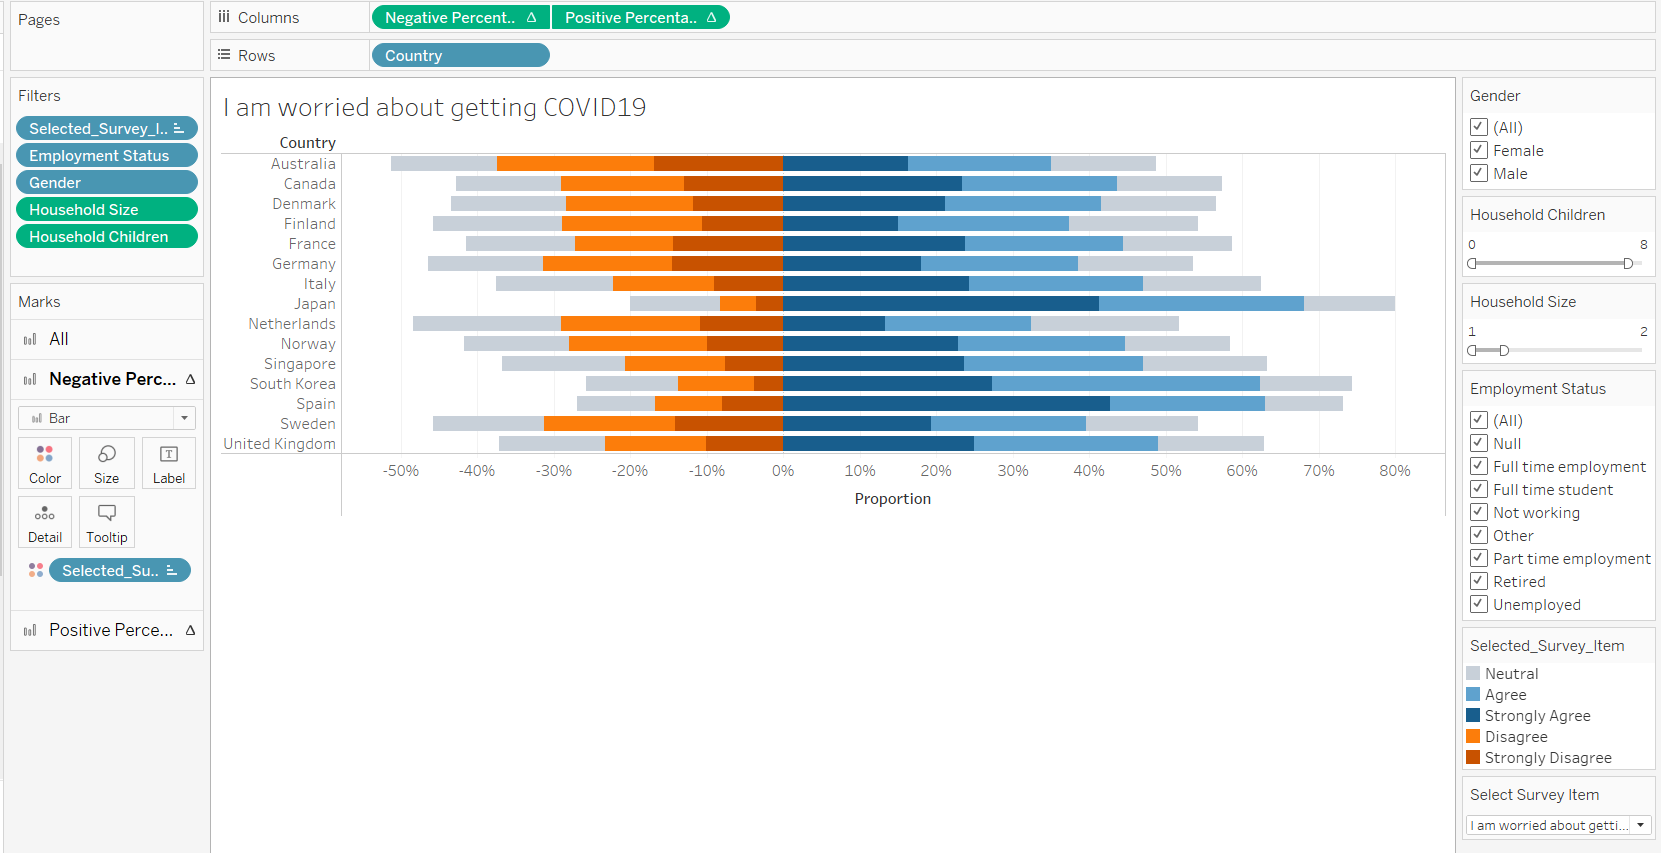 Pages
Columns
Negative Percent..
Positive Percenta..
Rows
Country
Filters
Selected_Survey_I..
Employment Status
Gender
Household Size
Household Children
Marks
All
Negative Perc...
Bar
Color
Size
Label
Detail
Tooltip
Selected_Su..
Positive Perce...
I am worried about getting COVID19
Country
Australia
Canada
Denmark
Finland
France
Germany
Italy
Japan
Netherlands
Norway
Singapore
South Korea
Spain
Sweden
United Kingdom
-50% -40% -30% -20% -10% 0% 10% 20% 30% 40% 50% 60% 70% 80%
Proportion
Gender
(All)
Female
Male
Household Children
0 8
Household Size
1 2
Employment Status
(All)
Null
Full time employment
Full time student
Not working
Other
Part time employment
Retired
Unemployed
Selected_Survey_Item
Neutral
Agree
Strongly Agree
Disagree
Strongly Disagree
Select Survey Item
I am worried about getti...